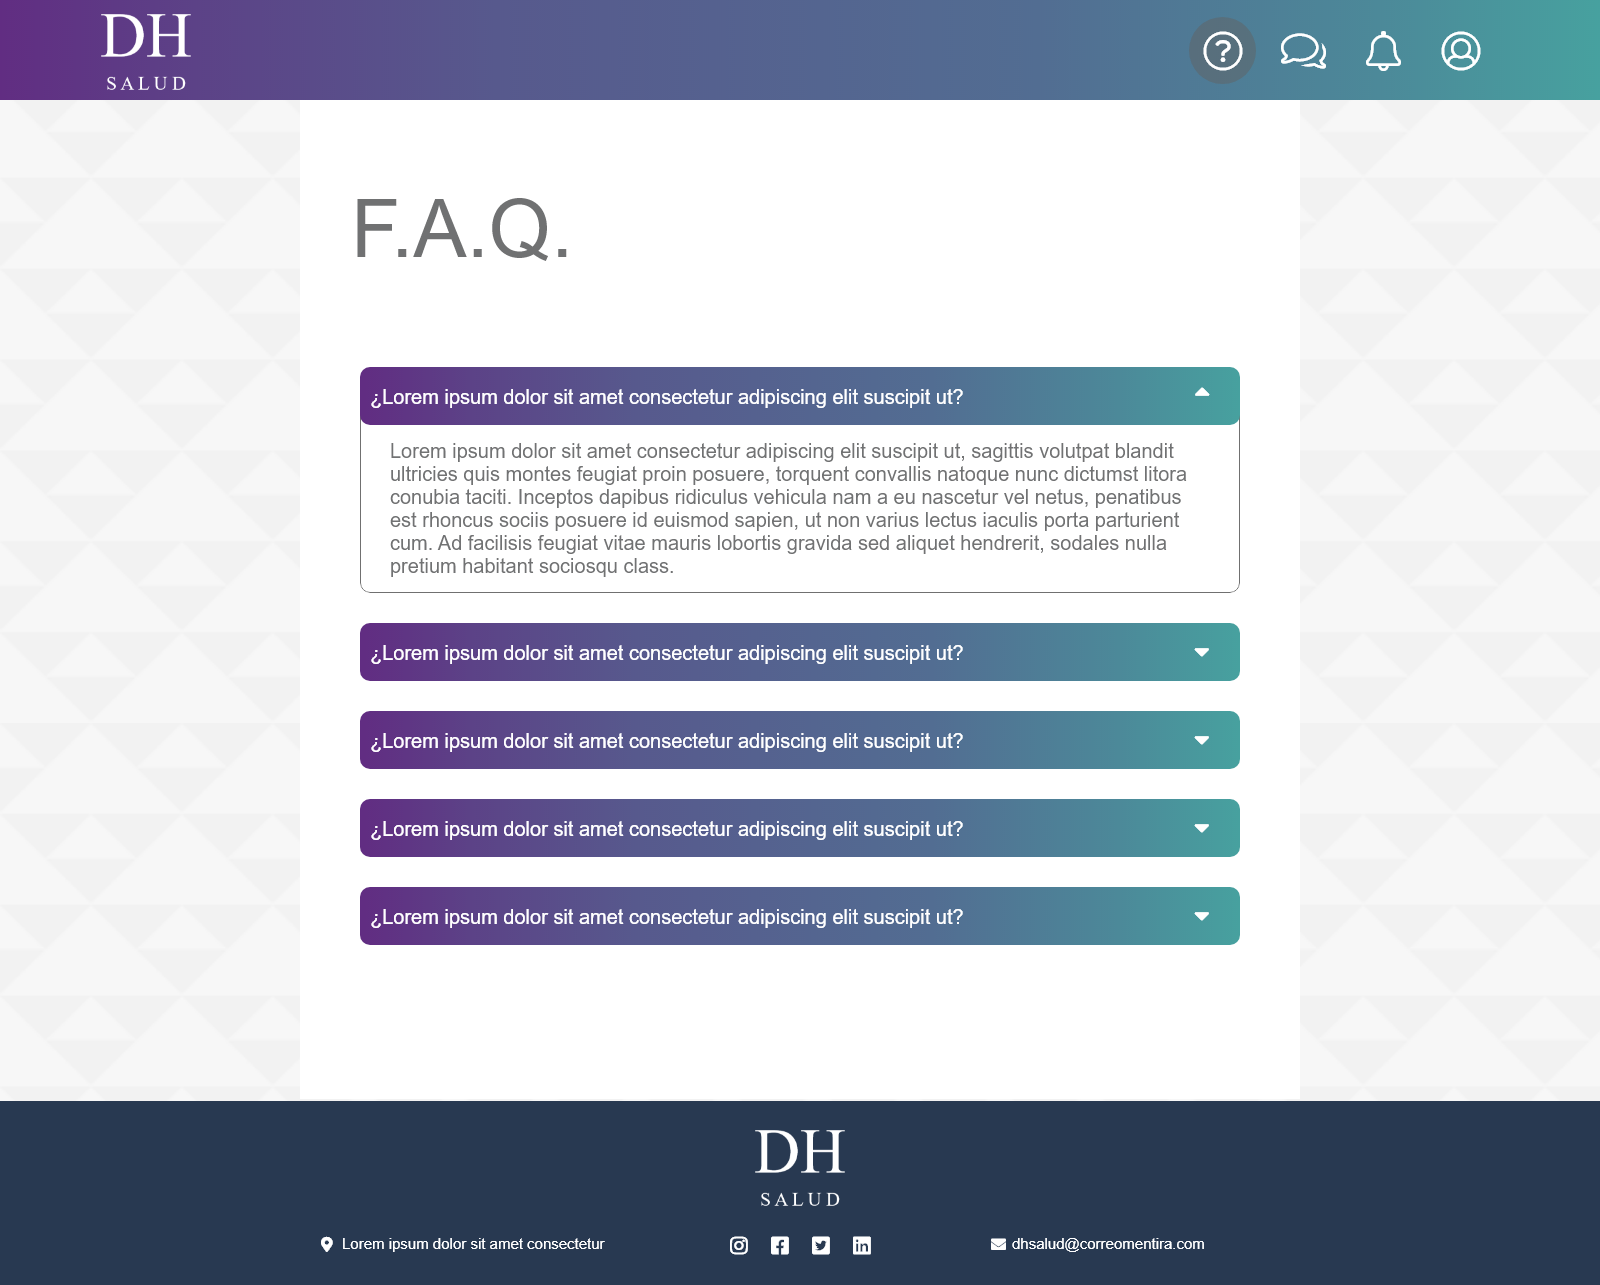 DH
SALUD
F.A.Q.
¿Lorem ipsum dolor sit amet consectetur adipiscing elit suscipit ut?
Lorem ipsum dolor sit amet consectetur adipiscing elit suscipit ut, sagittis volutpat blandit
ultricies quis montes feugiat proin posuere, torquent convallis natoque nunc dictumst litora
conubia taciti. Inceptos dapibus ridiculus vehicula nam a eu nascetur vel netus, penatibus
est rhoncus sociis posuere id euismod sapien, ut non varius lectus iaculis porta parturient
cum. Ad facilisis feugiat vitae mauris lobortis gravida sed aliquet hendrerit, sodales nulla
pretium habitant sociosqu class.
¿Lorem ipsum dolor sit amet consectetur adipiscing elit suscipit ut?
¿Lorem ipsum dolor sit amet consectetur adipiscing elit suscipit ut?
¿Lorem ipsum dolor sit amet consectetur adipiscing elit suscipit ut?
¿Lorem ipsum dolor sit amet consectetur adipiscing elit suscipit ut?
DH
SALUD
Lorem ipsum dolor sit amet consectetur
dhsalud@correomentira.com